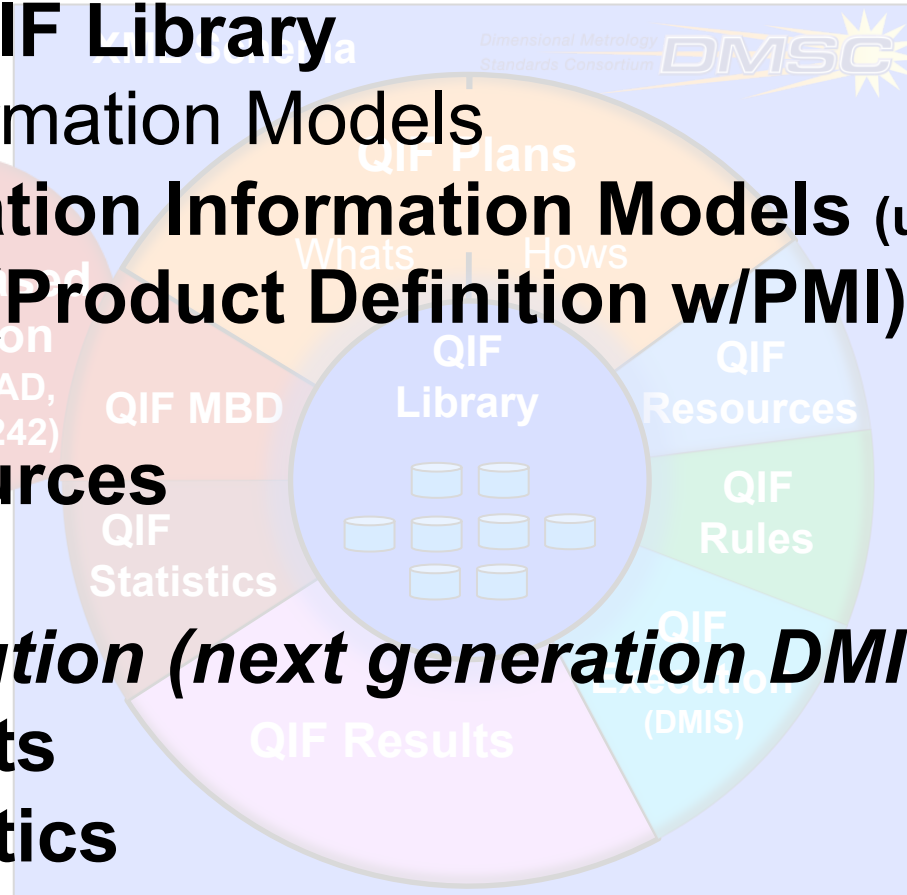 IF Library
XML Schema
Dimensional Metrology
Standards Consortium
DMSC
mation Models
QIF Plans
ation Information Models (u
Whats
Hows
Product Definition w/PMI)
on
QIF
Library
QIF
Resources
AD,
242)
QIF MBD
urces
QIF
Statistics
QIF
Rules
ution (next generation DMI
QIF
Execution
(DMIS)
ts
QIF Results
tics